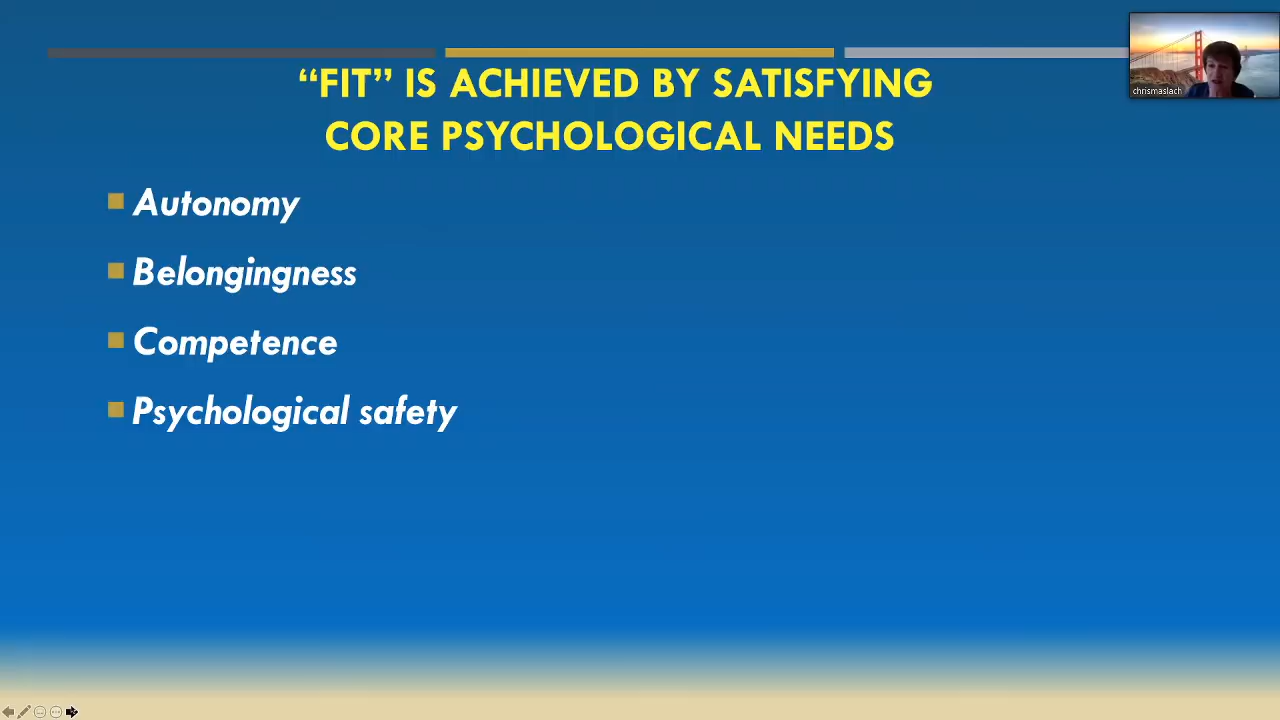 “FIT” IS ACHIEVED BY SATISFYING
CORE PSYCHOLOGICAL NEEDS
chrismaslach
Autonomy
Belongingness
Competence
Psychological safety